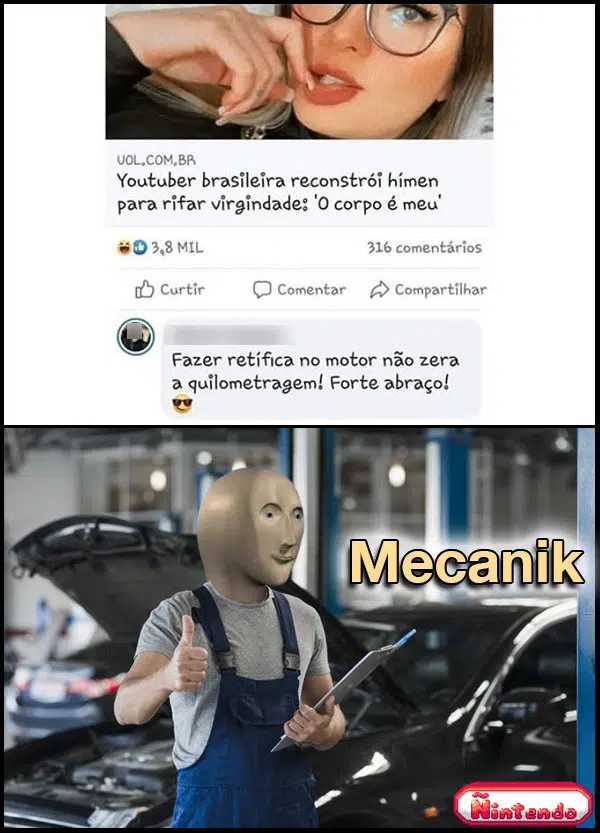 UOL.COM.BR
Youtuber brasileira reconstrói hímen
para rifar virgindade: 'O corpo é meu'
3,8 MIL
316 comentários
Curtir
Comentar
Compartilhar
Fazer retífica no motor não zera
a quilometragem! Forte abraço!
Mecanik
Ñintendo